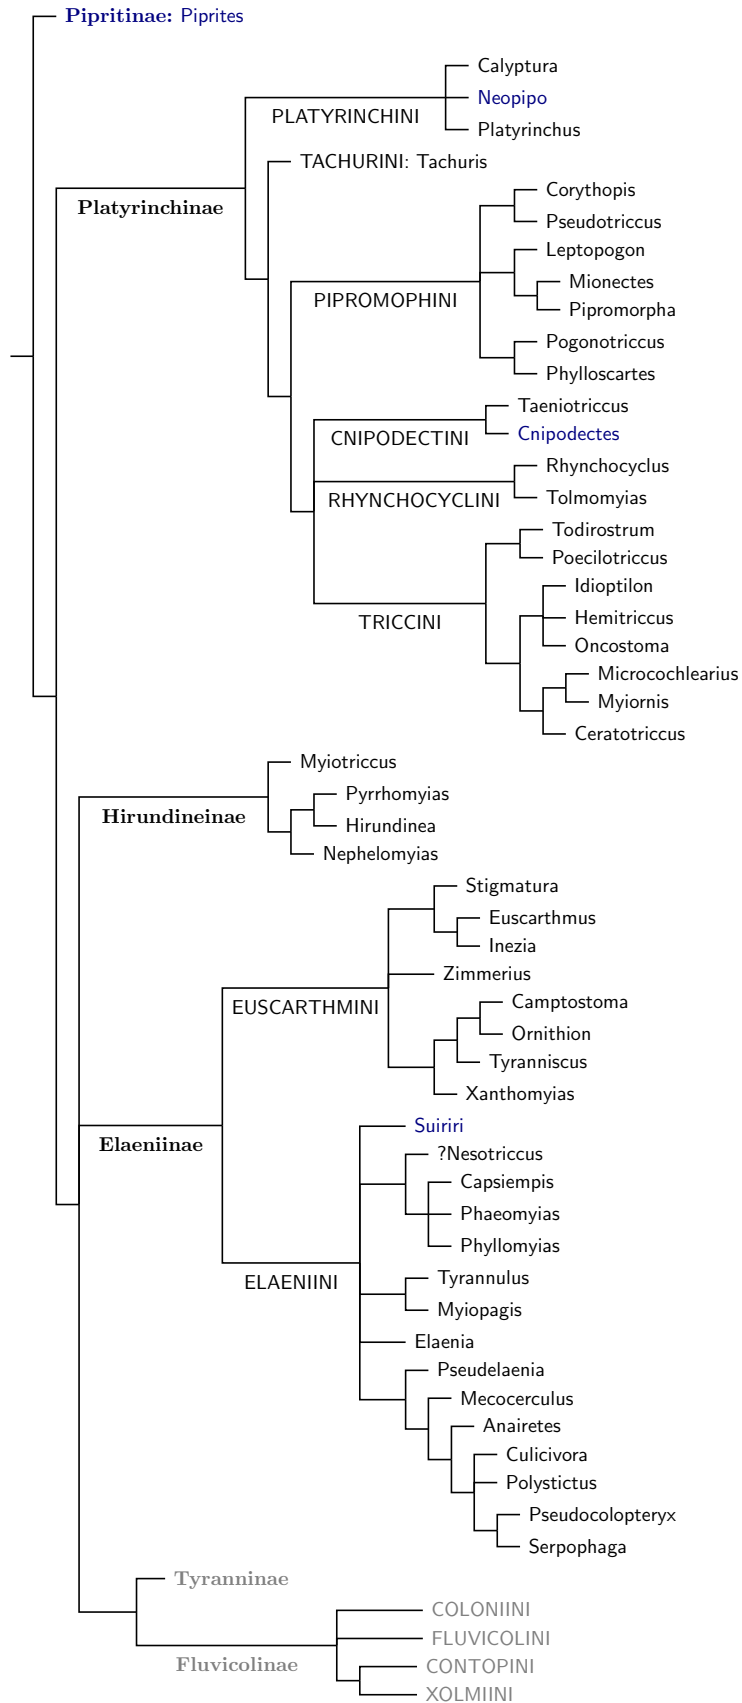 Pipritinae: Piprites
Calyptura
Neopipo
PLATYRINCHINI
Platyrinchus
TACHURINI: Tachuris
Corythopis
Platyrinchinae
Pseudotriccus
Leptopogon
Mionectes
PIPROMOPHINI
Pipromorpha
Pogonotriccus
Phylloscartes
Taeniotriccus
CNIPODECTINI
Cnipodectes
Rhynchocyclus
RHYNCHOCYCLINI
Tolmomyias
Todirostrum
Poecilotriccus
Idioptilon
TRICCINI
Hemitriccus
Oncostoma
Microcochlearius
Myiornis
Ceratotriccus
Myiotriccus
Pyrrhomyias
Hirundineinae
Hirundinea
Nephelomyias
Stigmatura
Euscarthmus
Inezia
Zimmerius
EUSCARTHMINI
Camptostoma
Ornithion
Tyranniscus
Xanthomyias
Suiriri
Elaeniinae
?Nesotriccus
Capsiempis
Phaeomyias
Phyllomyias
ELAENIINI
Tyrannulus
Myiopagis
Elaenia
Pseudelaenia
Mecocerculus
Anairetes
Culicivora
Polystictus
Pseudocolopteryx
Serpophaga
Tyranninae
COLONIINI
FLUVICOLINI
Fluvicolinae
CONTOPINI
XOLMIINI